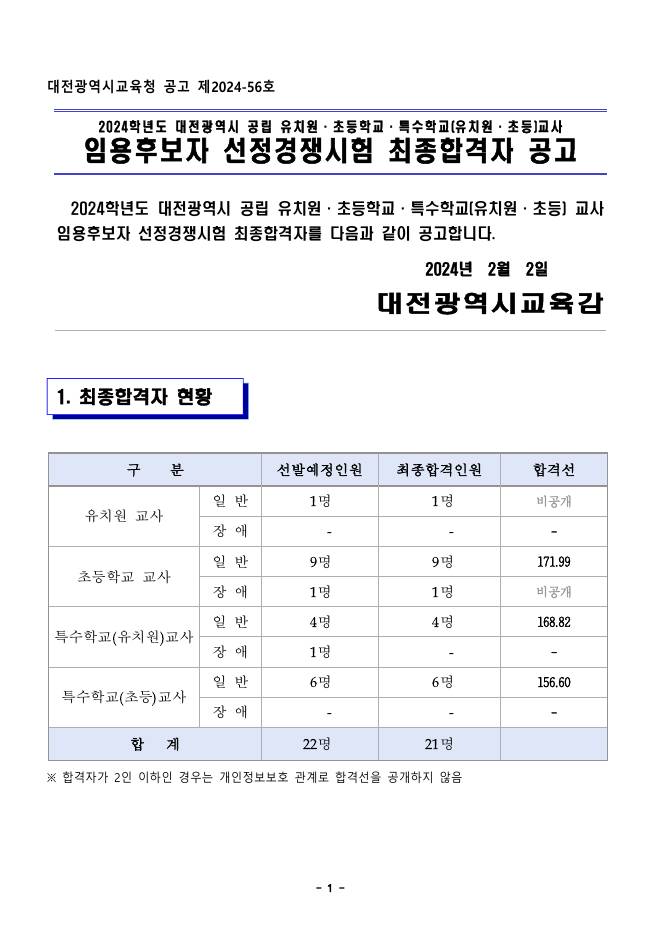 대전광역시교육청 공고 제2024-56호
2024학년도 대전광역시 공립 유치원ㆍ초등학교ㆍ특수학교(유치원ㆍ초등)교사
임용후보자 선정경쟁시험 최종합격자 공고
2024학년도 대전광역시 공립 유치원ㆍ초등학교ㆍ특수학교(유치원ㆍ초등) 교사
임용후보자 선정경쟁시험 최종합격자를 다음과 같이 공고합니다.
2024년 2월 2일
대전광역시교육감
1. 최종합격자 현황
구 분 선발예정인원 최종합격인원 합격선
유치원 교사 일 반 1명 1명 비공개
장 애 - - -
초등학교 교사 일 반 9명 9명 171.99
장 애 1명 1명 비공개
특수학교(유치원)교사 일 반 4명 4명 168.82
장 애 1명 - -
특수학교(초등)교사 일 반 6명 6명 156.60
장 애 - - -
합 계 22명 21명
※ 합격자가 2인 이하인 경우는 개인정보보호 관계로 합격선을 공개하지 않음
- 1 -